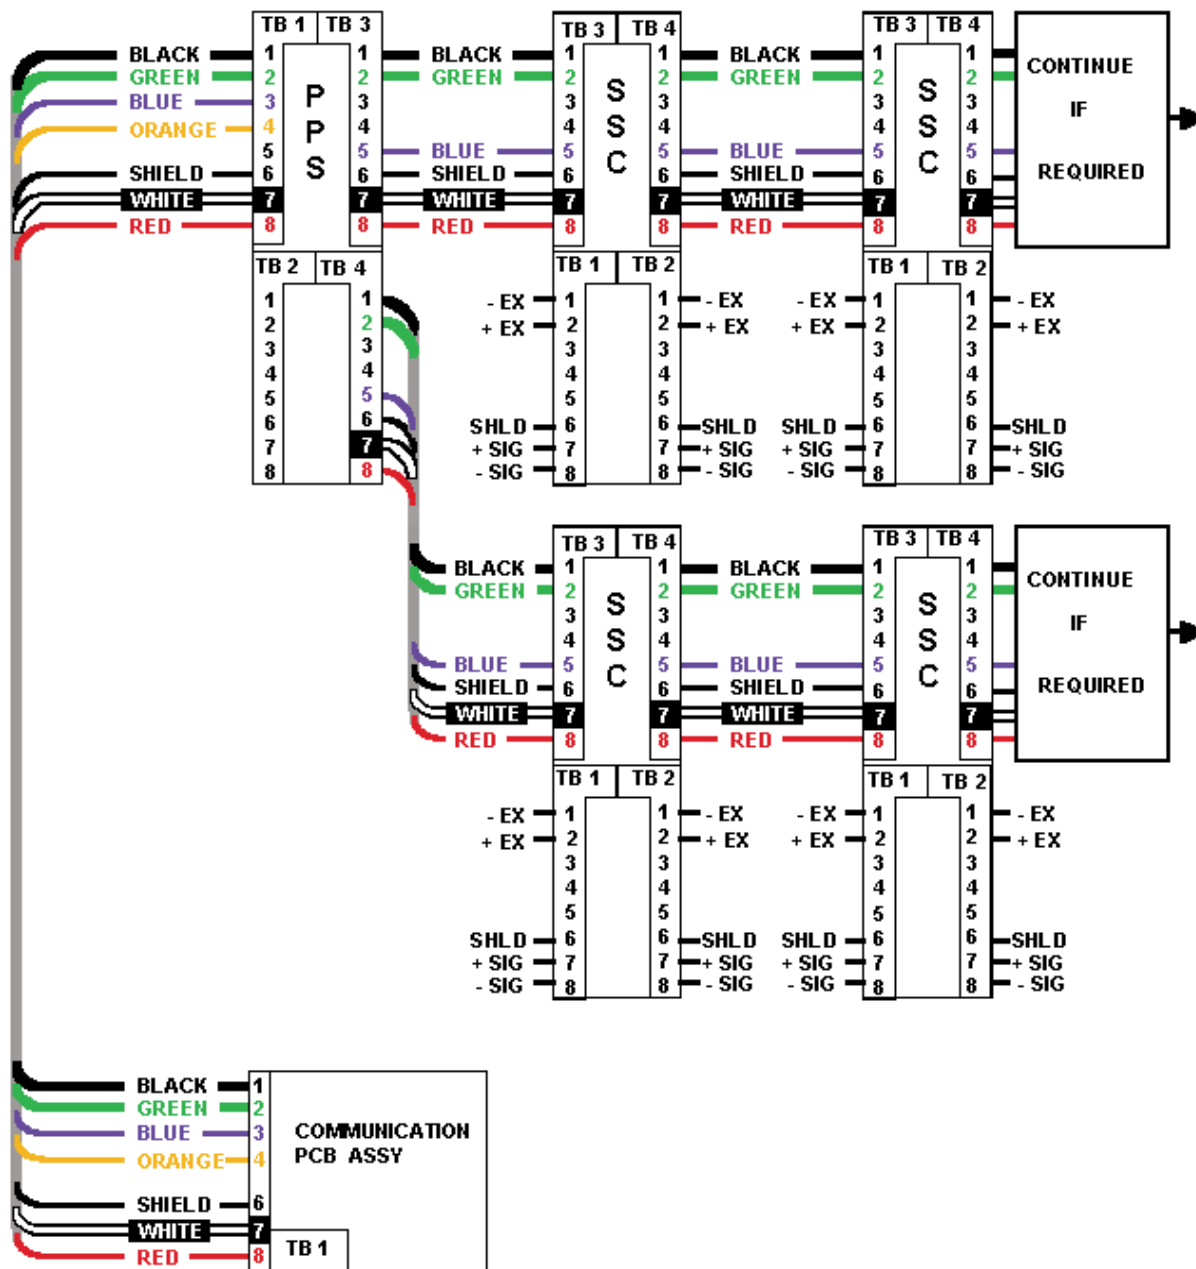 TB 1 TB 3 TB 3 TB 4 TB 3 TB 4
BLACK 1 1 BLACK 1 1 BLACK 1 1
GREEN 2 2 GREEN 2 2 GREEN 2 2
BLUE 3 3 3 3 3 3
ORANGE 4 4 4 4 4 4
5 5 BLUE 5 5 BLUE 5 5
SHIELD 6 6 SHIELD 6 6 SHIELD 6 6
WHITE 7 7 WHITE 7 7 WHITE 7 7
RED 8 8 RED 8 8 RED 8 8
P
P
S
S
S
C
S
S
C
CONTINUE
IF
REQUIRED
TB 2 TB 4 TB 1 TB 2 TB 1 TB 2
1 1 - EX 1 1 - EX - EX 1 1 - EX
2 2 + EX 2 2 + EX + EX 2 2 + EX
3 3 3 3 3 3
4 4 4 4 4 4
5 5 5 5 5 5
6 6 SHLD 6 6 SHLD SHLD 6 6 SHLD
7 7 + SIG 7 7 + SIG + SIG 7 7 + SIG
8 8 - SIG 8 8 - SIG - SIG 8 8 - SIG
TB 3 TB 4 TB 3 TB 4
BLACK 1 1 BLACK 1 1
GREEN 2 2 GREEN 2 2
3 3 3 3
4 4 4 4
BLUE 5 5 BLUE 5 5
SHIELD 6 6 SHIELD 6 6
WHITE 7 7 WHITE 7 7
RED 8 8 RED 8 8
S
S
C
S
S
C
CONTINUE
IF
REQUIRED
TB 1 TB 2 TB 1 TB 2
- EX 1 1 - EX - EX 1 1 - EX
+ EX 2 2 + EX + EX 2 2 + EX
3 3 3 3
4 4 4 4
5 5 5 5
SHLD 6 6 SHLD SHLD 6 6 SHLD
+ SIG 7 7 + SIG + SIG 7 7 + SIG
- SIG 8 8 - SIG - SIG 8 8 - SIG
BLACK 1
GREEN 2
BLUE 3
ORANGE 4
SHIELD 6
WHITE 7
RED 8
COMMUNICATION
PCB ASSY
TB 1